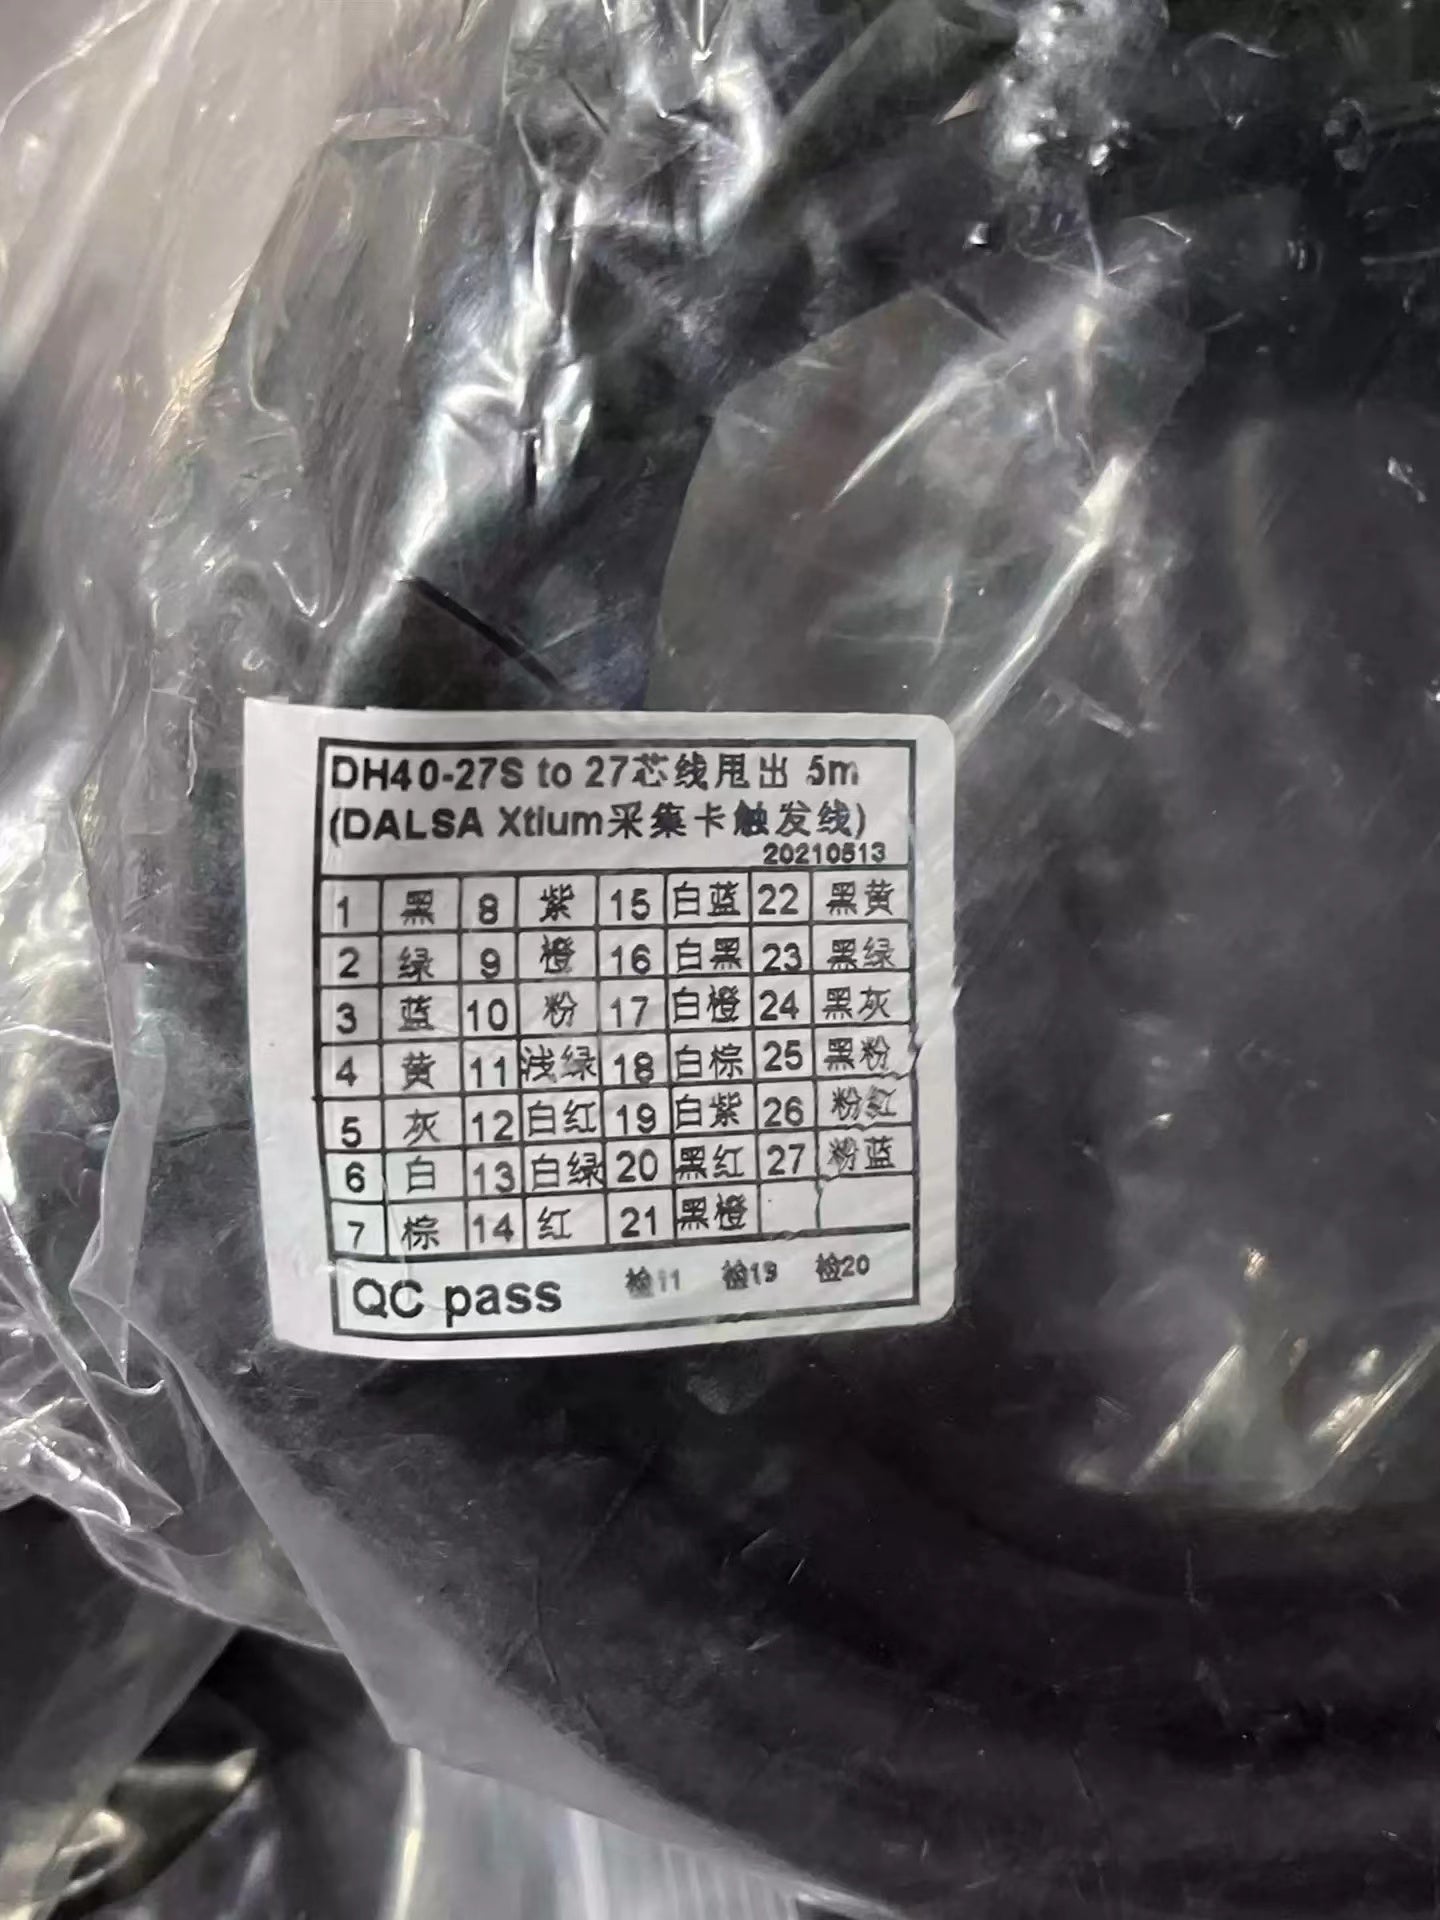 DH40-27S to 27芯线甩出 5m
(DALSA Xtium采集卡触发线)
20210513
1 黑 8 紫 15 白蓝 22 黑黄
2 绿 9 橙 16 白黑 23 黑绿
3 蓝 10 粉 17 白橙 24 黑灰
4 黄 11 浅绿 18 白棕 25 黑粉
5 灰 12 白红 19 白紫 26 粉红
6 白 13 白绿 20 黑红 27 粉蓝
7 棕 14 红 21 黑橙
QC pass 检11 检19 检20